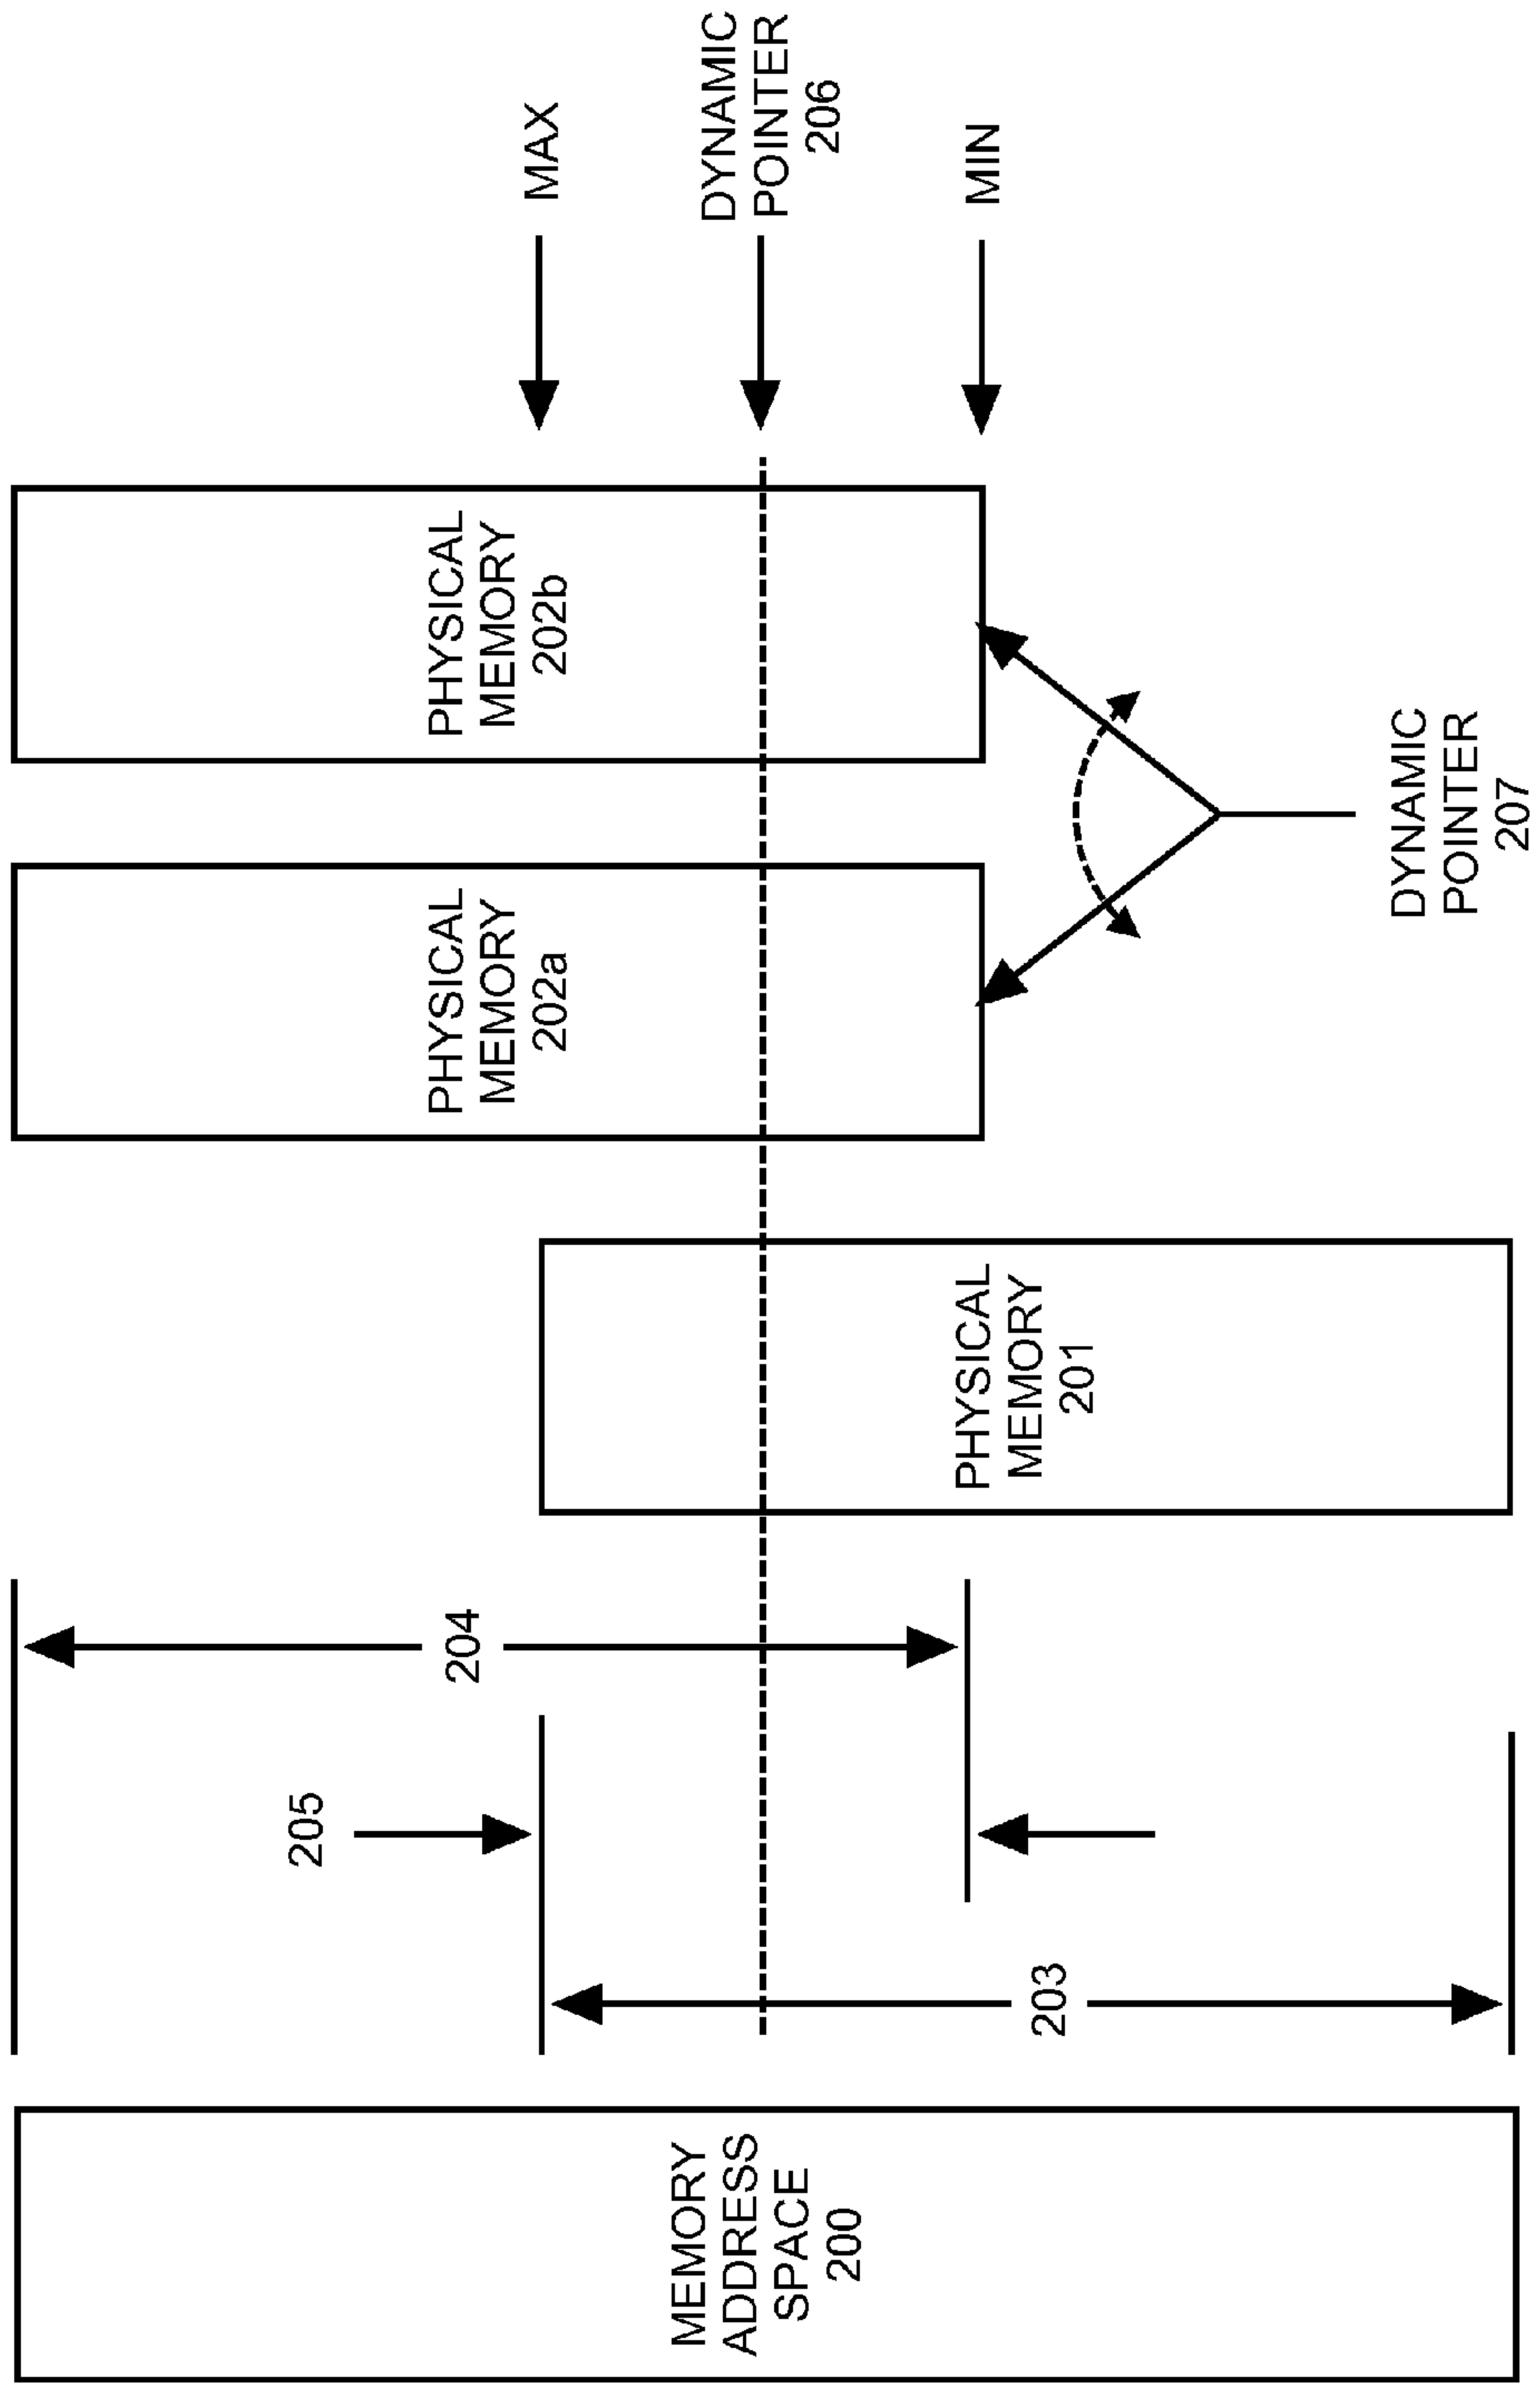 MEMORY
ADDRESS
SPACE
200
203
205
204
PHYSICAL
MEMORY
201
PHYSICAL
MEMORY
202a
PHYSICAL
MEMORY
202b
MAX
DYNAMIC
POINTER
206
MIN
DYNAMIC
POINTER
207